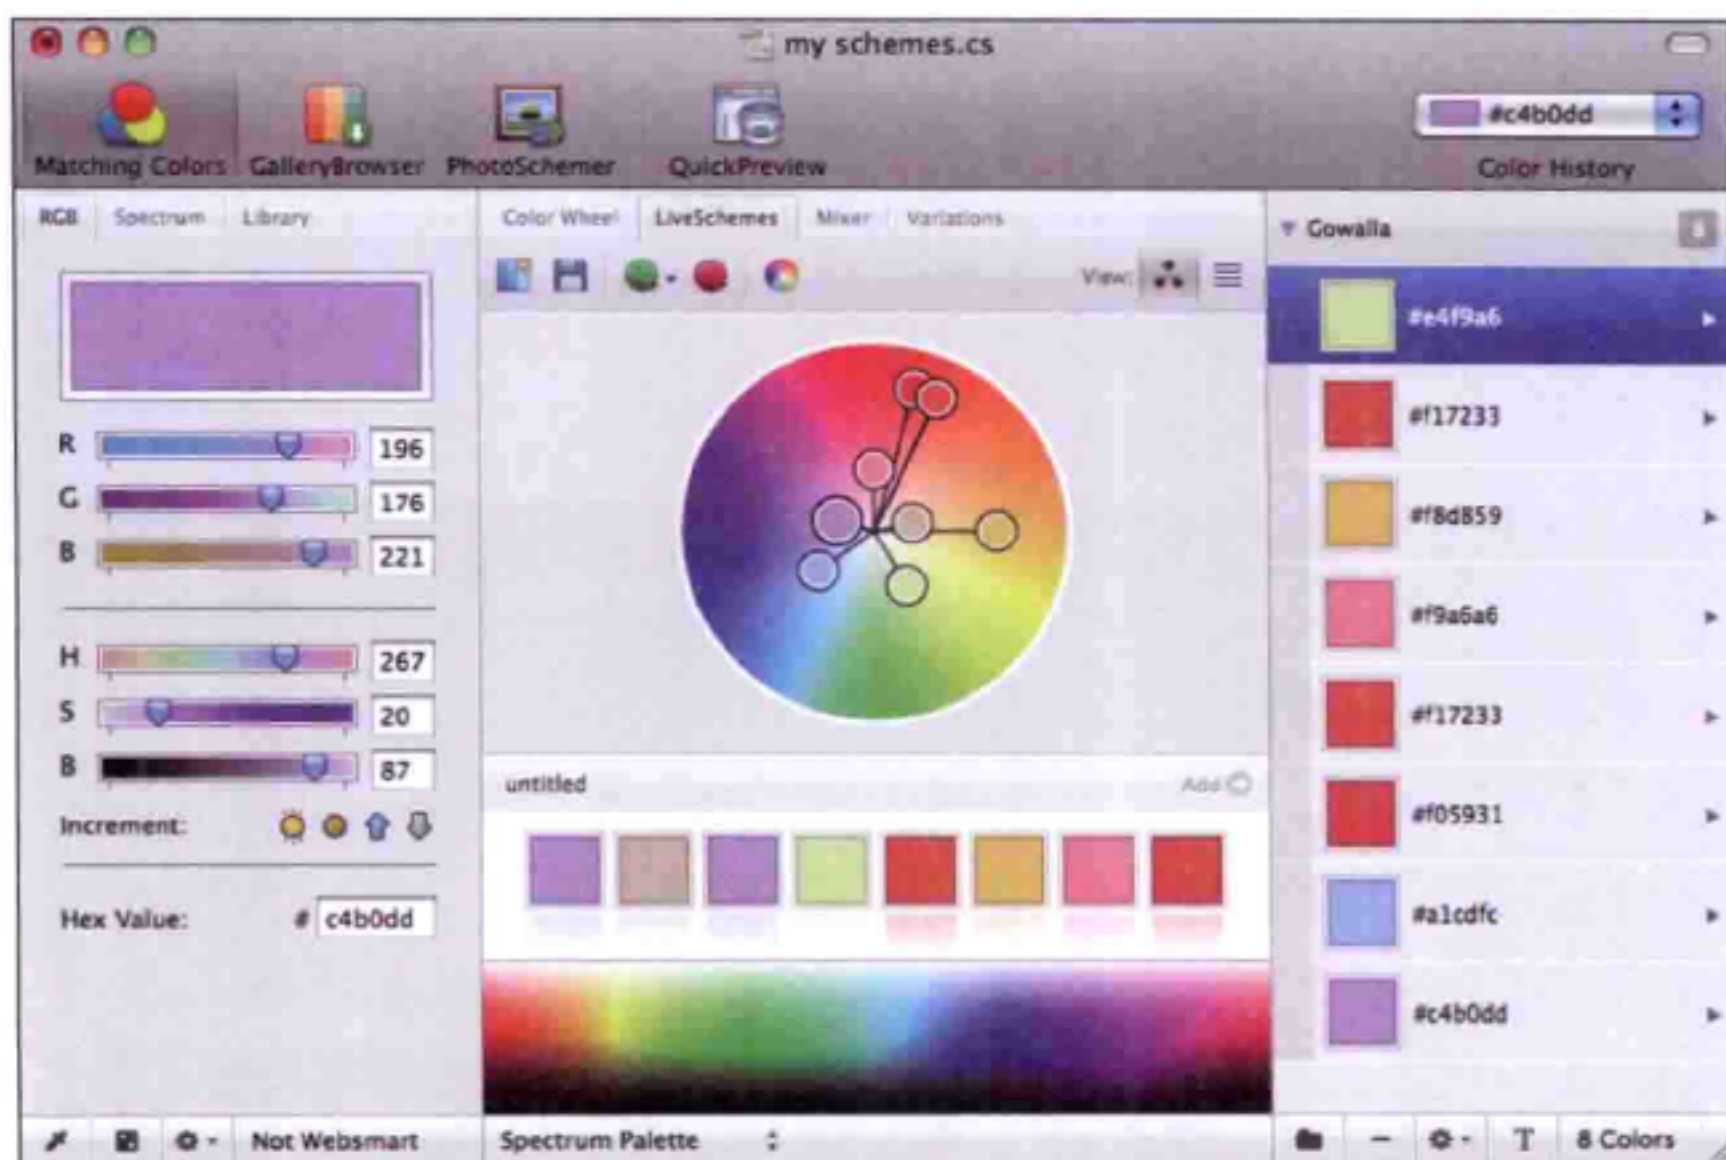 my schemes.cs
#c4b0dd
Matching Colors GalleryBrowser PhotoSchemer QuickPreview Color History
RGB Spectrum Library
Color Wheel LiveSchemes Mixer Variations
View:
Gowalla
#e4f9a6
#f17233
#f8d859
#f9a6a6
#f17233
#f05931
#a1cdfc
#c4b0dd
R 196
G 176
B 221
H 267
S 20
B 87
Increment:
Hex Value: # c4b0dd
untitled Add
Not Websmart
Spectrum Palette
T 8 Colors